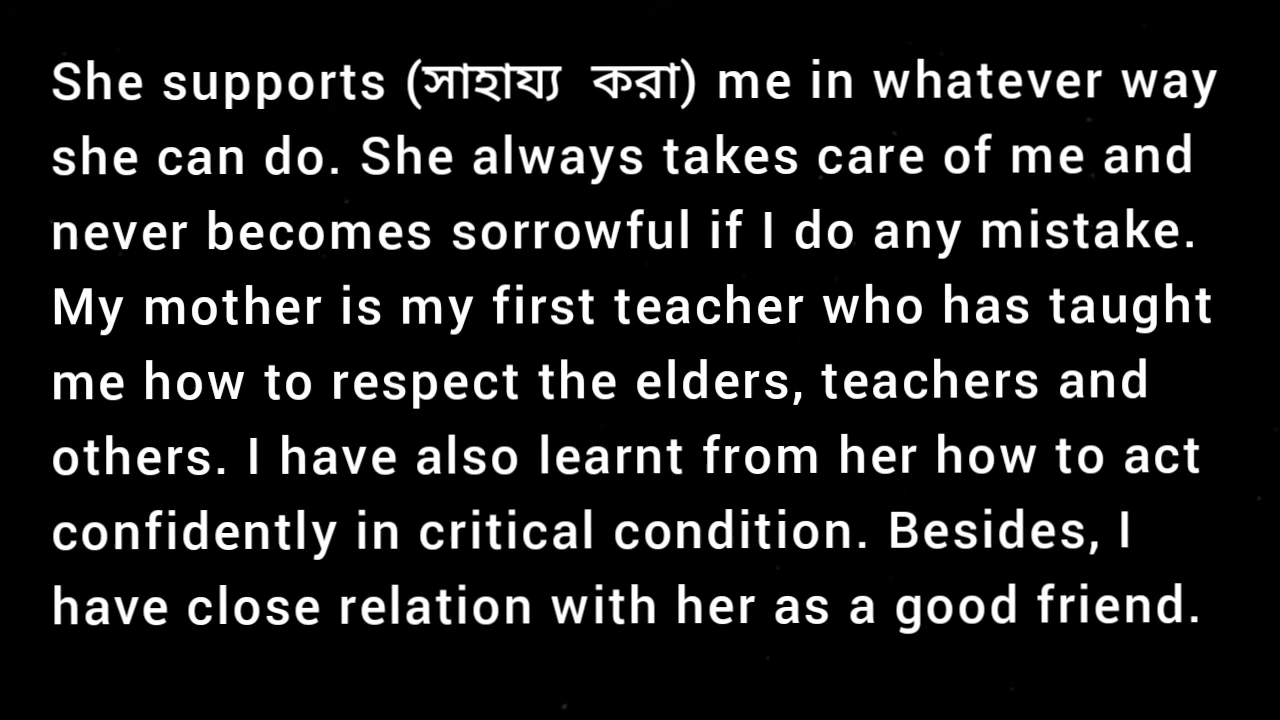 She supports (সাহায্য করা) me in whatever way
she can do. She always takes care of me and
never becomes sorrowful if I do any mistake.
My mother is my first teacher who has taught
me how to respect the elders, teachers and
others. I have also learnt from her how to act
confidently in critical condition. Besides, I
have close relation with her as a good friend.